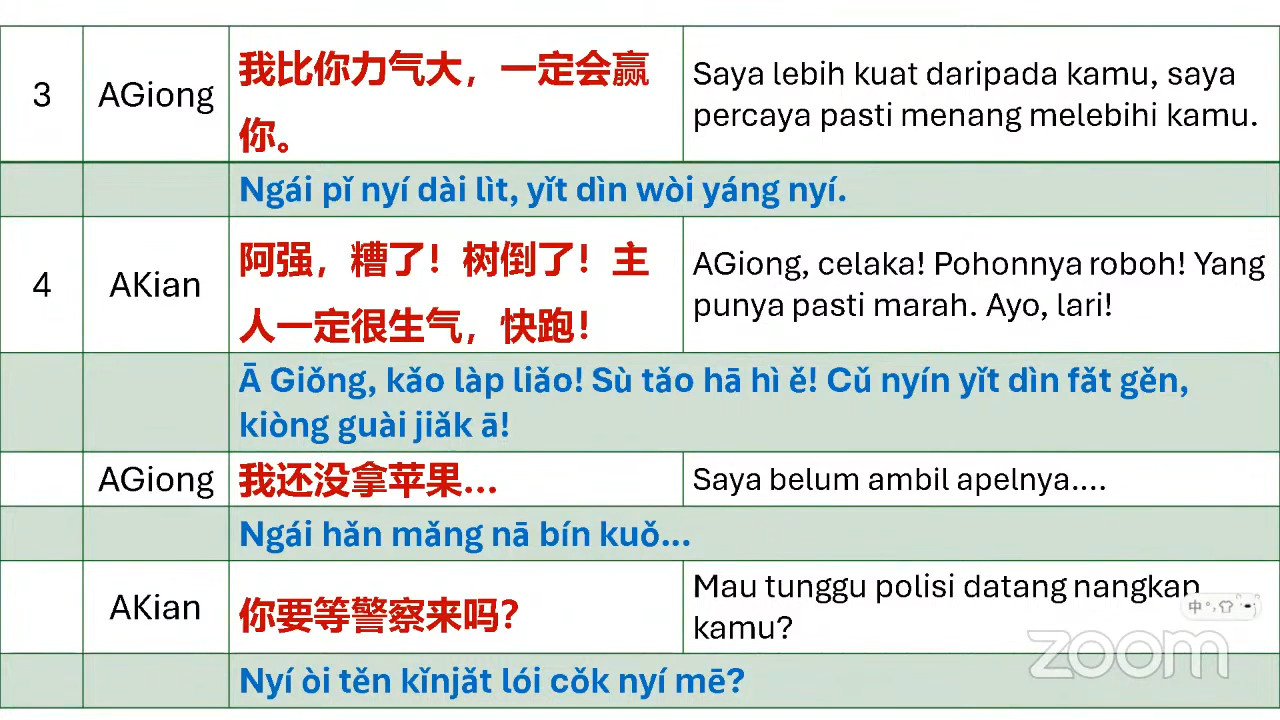 3
AGiong
我比你力气大，一定会赢
你。
Saya lebih kuat daripada kamu, saya
percaya pasti menang melebihi kamu.
Ngái pǐ nyí dài lìt, yǐt dìn wòi yáng nyí.
4
AKian
阿强，糟了！树倒了！主
人一定很生气，快跑！
AGiong, celaka! Pohonnya roboh! Yang
punya pasti marah. Ayo, lari!
Ā Giǒng, kǎo làp liǎo! Sù tǎo hā hì ě! Cǔ nyín yǐt dìn fǎt gěn,
kiòng guài jiǎk ā!
AGiong
我还没拿苹果...
Saya belum ambil apelnya....
Ngái hǎn mǎng nā bín kuǒ...
AKian
你要等警察来吗？
Mau tunggu polisi datang nangkap
kamu?
Nyí òi těn kǐnjǎt lói cǒk nyí mē?
中
zoom